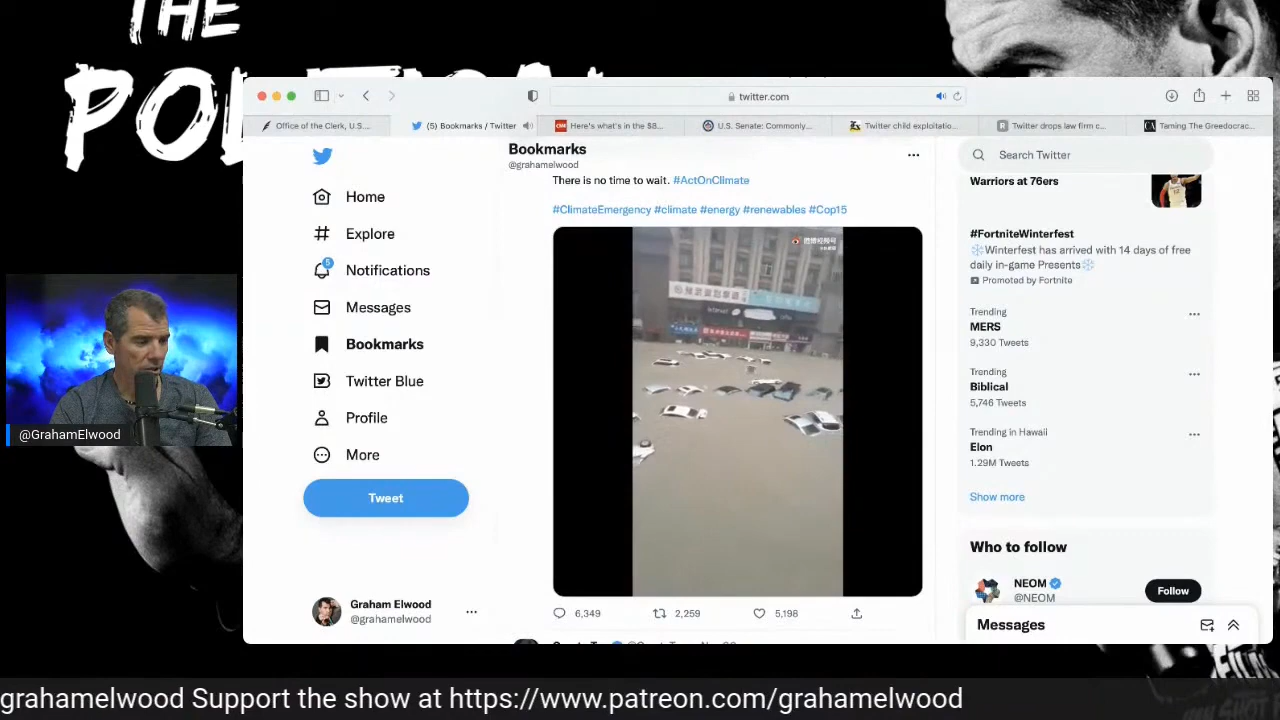 THE
POLITICAL
twitter.com
Office of the Clerk, U.S....
(5) Bookmarks / Twitter
Here's what's in the $8...
U.S. Senate: Commonly...
Twitter child exploitatio...
Twitter drops law firm c...
Taming The Greedocrac...
Bookmarks
@grahamelwood
Search Twitter
Home
Explore
5
Notifications
Messages
Bookmarks
Twitter Blue
Profile
More
Tweet
Graham Elwood
@grahamelwood
There is no time to wait. #ActOnClimate
#ClimateEmergency #climate #energy #renewables #Cop15
6,349
2,259
5,198
Warriors at 76ers
#FortniteWinterfest
Winterfest has arrived with 14 days of free
daily in-game Presents
Promoted by Fortnite
Trending
MERS
9,330 Tweets
Trending
Biblical
5,746 Tweets
Trending in Hawaii
Elon
1.29M Tweets
Show more
Who to follow
NEOM
@NEOM
Follow
Messages
@GrahamElwood
grahamelwood Support the show at https://www.patreon.com/grahamelwood